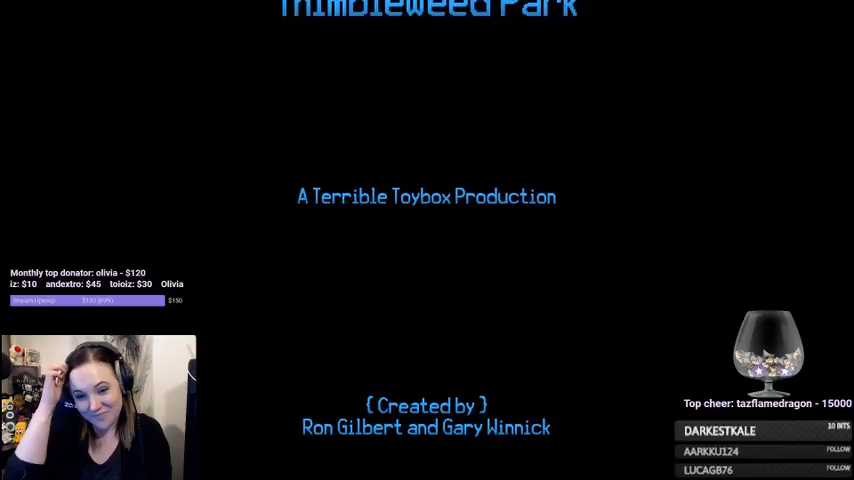 Thimbleweed Park
A Terrible Toybox Production
Monthly top donator: olivia - $120
iz: $10 andextro: $45 toioiz: $30 Olivia
$150
{ Created by }
Ron Gilbert and Gary Winnick
Top cheer: tazflamedragon - 15000
DARKESTKALE 10 BITS
AARKKU124 FOLLOW
LUCAGB76 FOLLOW